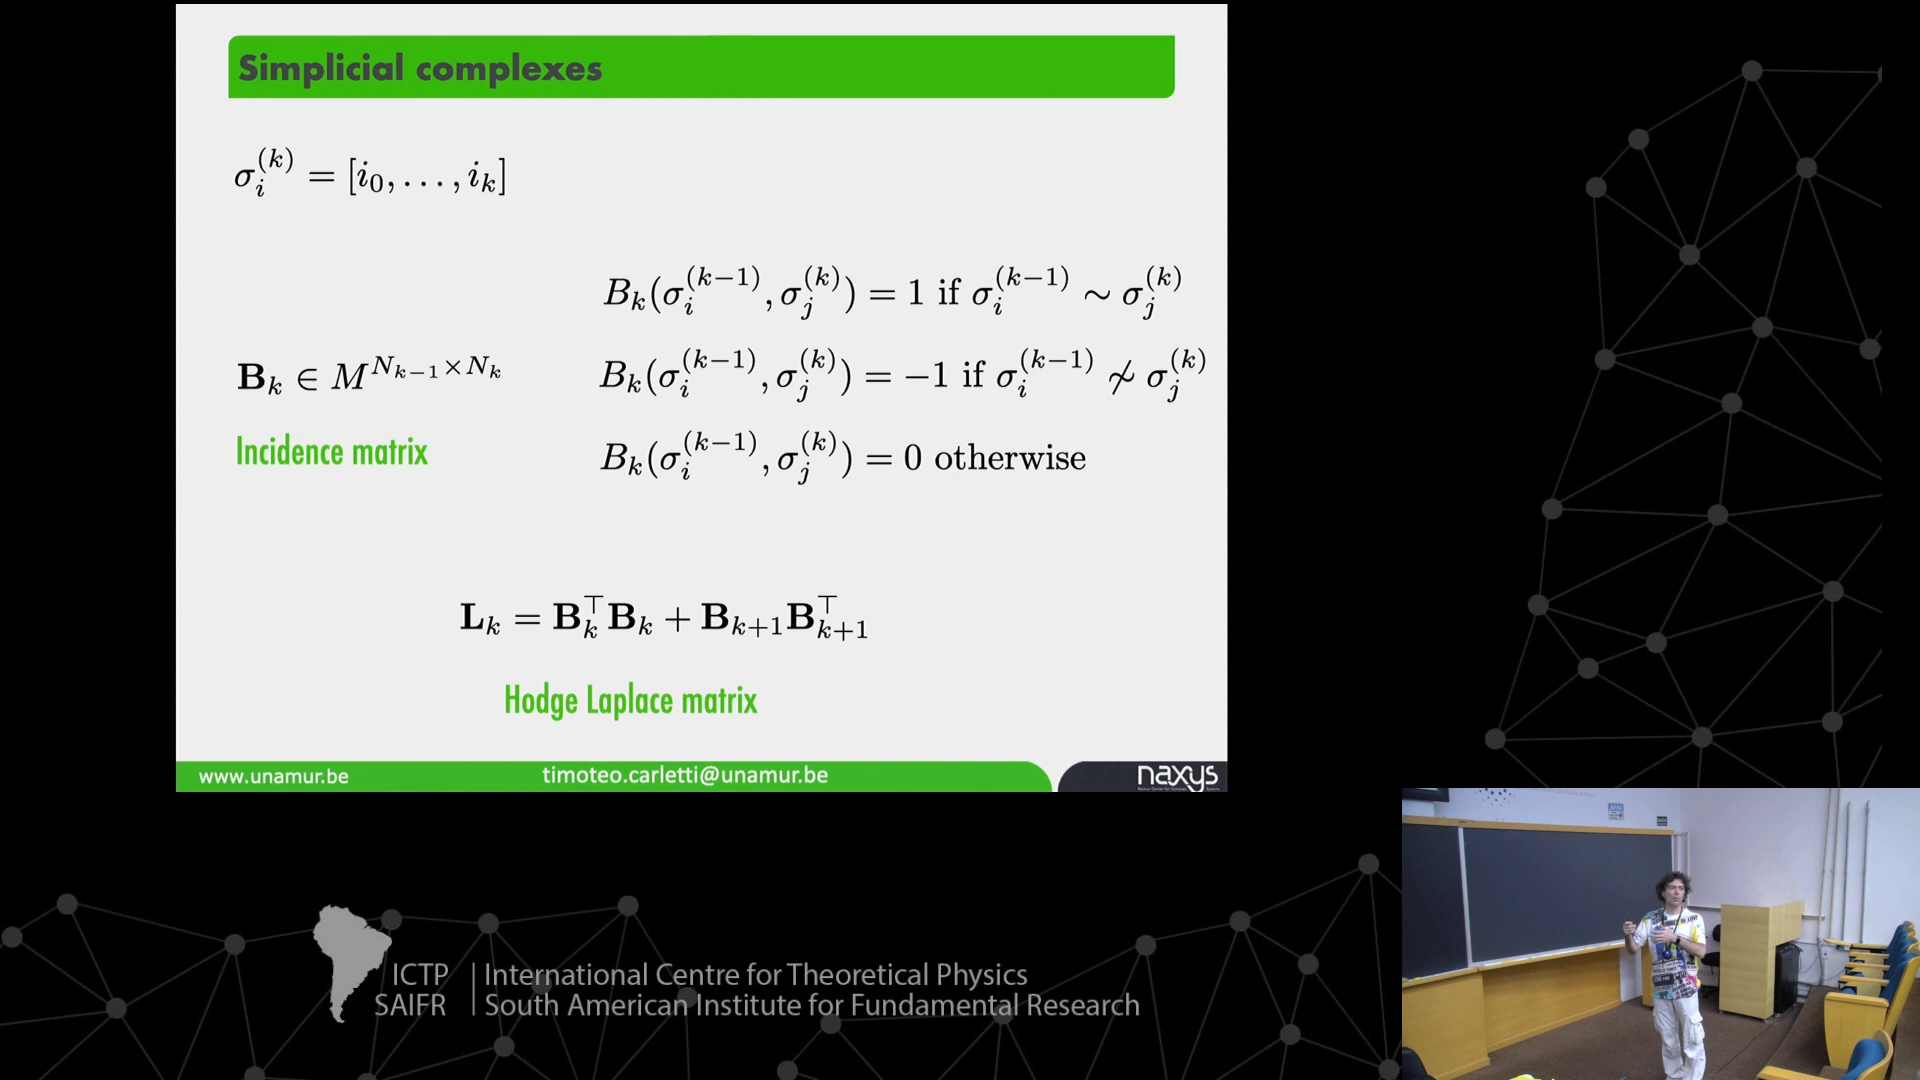 Simplicial complexes
σ_i^{(k)} = [i_0, …, i_k]
B_k(σ_i^{(k−1)}, σ_j^{(k)}) = 1 if σ_i^{(k−1)} ∼ σ_j^{(k)}
B_k ∈ M^{N_{k−1}×N_k}
B_k(σ_i^{(k−1)}, σ_j^{(k)}) = −1 if σ_i^{(k−1)} ≁ σ_j^{(k)}
Incidence matrix
B_k(σ_i^{(k−1)}, σ_j^{(k)}) = 0 otherwise
L_k = B_k^⊤ B_k + B_{k+1} B_{k+1}^⊤
Hodge Laplace matrix
www.unamur.be
timoteo.carletti@unamur.be
naxys
ICTP | International Centre for Theoretical Physics
SAIFR | South American Institute for Fundamental Research